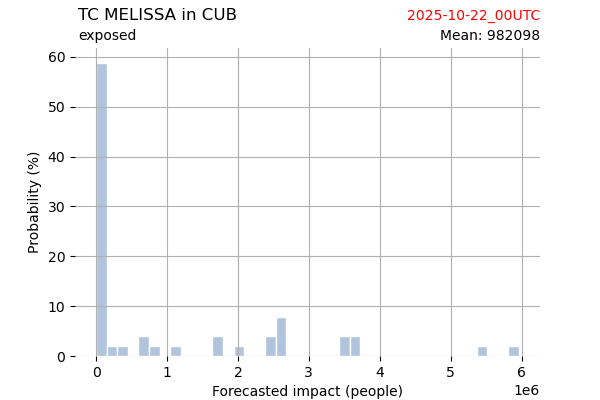 TC MELISSA in CUB
2025-10-22_00UTC
exposed
Mean: 982098
60
50
40
30
20
10
0
Probability (%)
0 1 2 3 4 5 6
1e6
Forecasted impact (people)